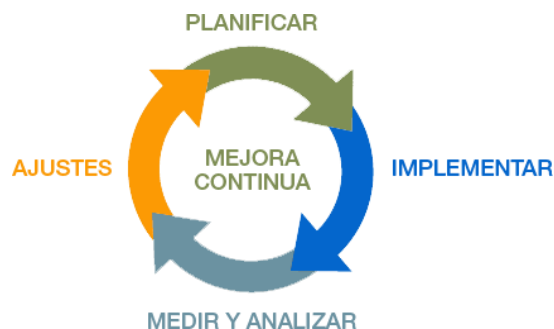 PLANIFICAR
AJUSTES
MEJORA
CONTINUA
IMPLEMENTAR
MEDIR Y ANALIZAR